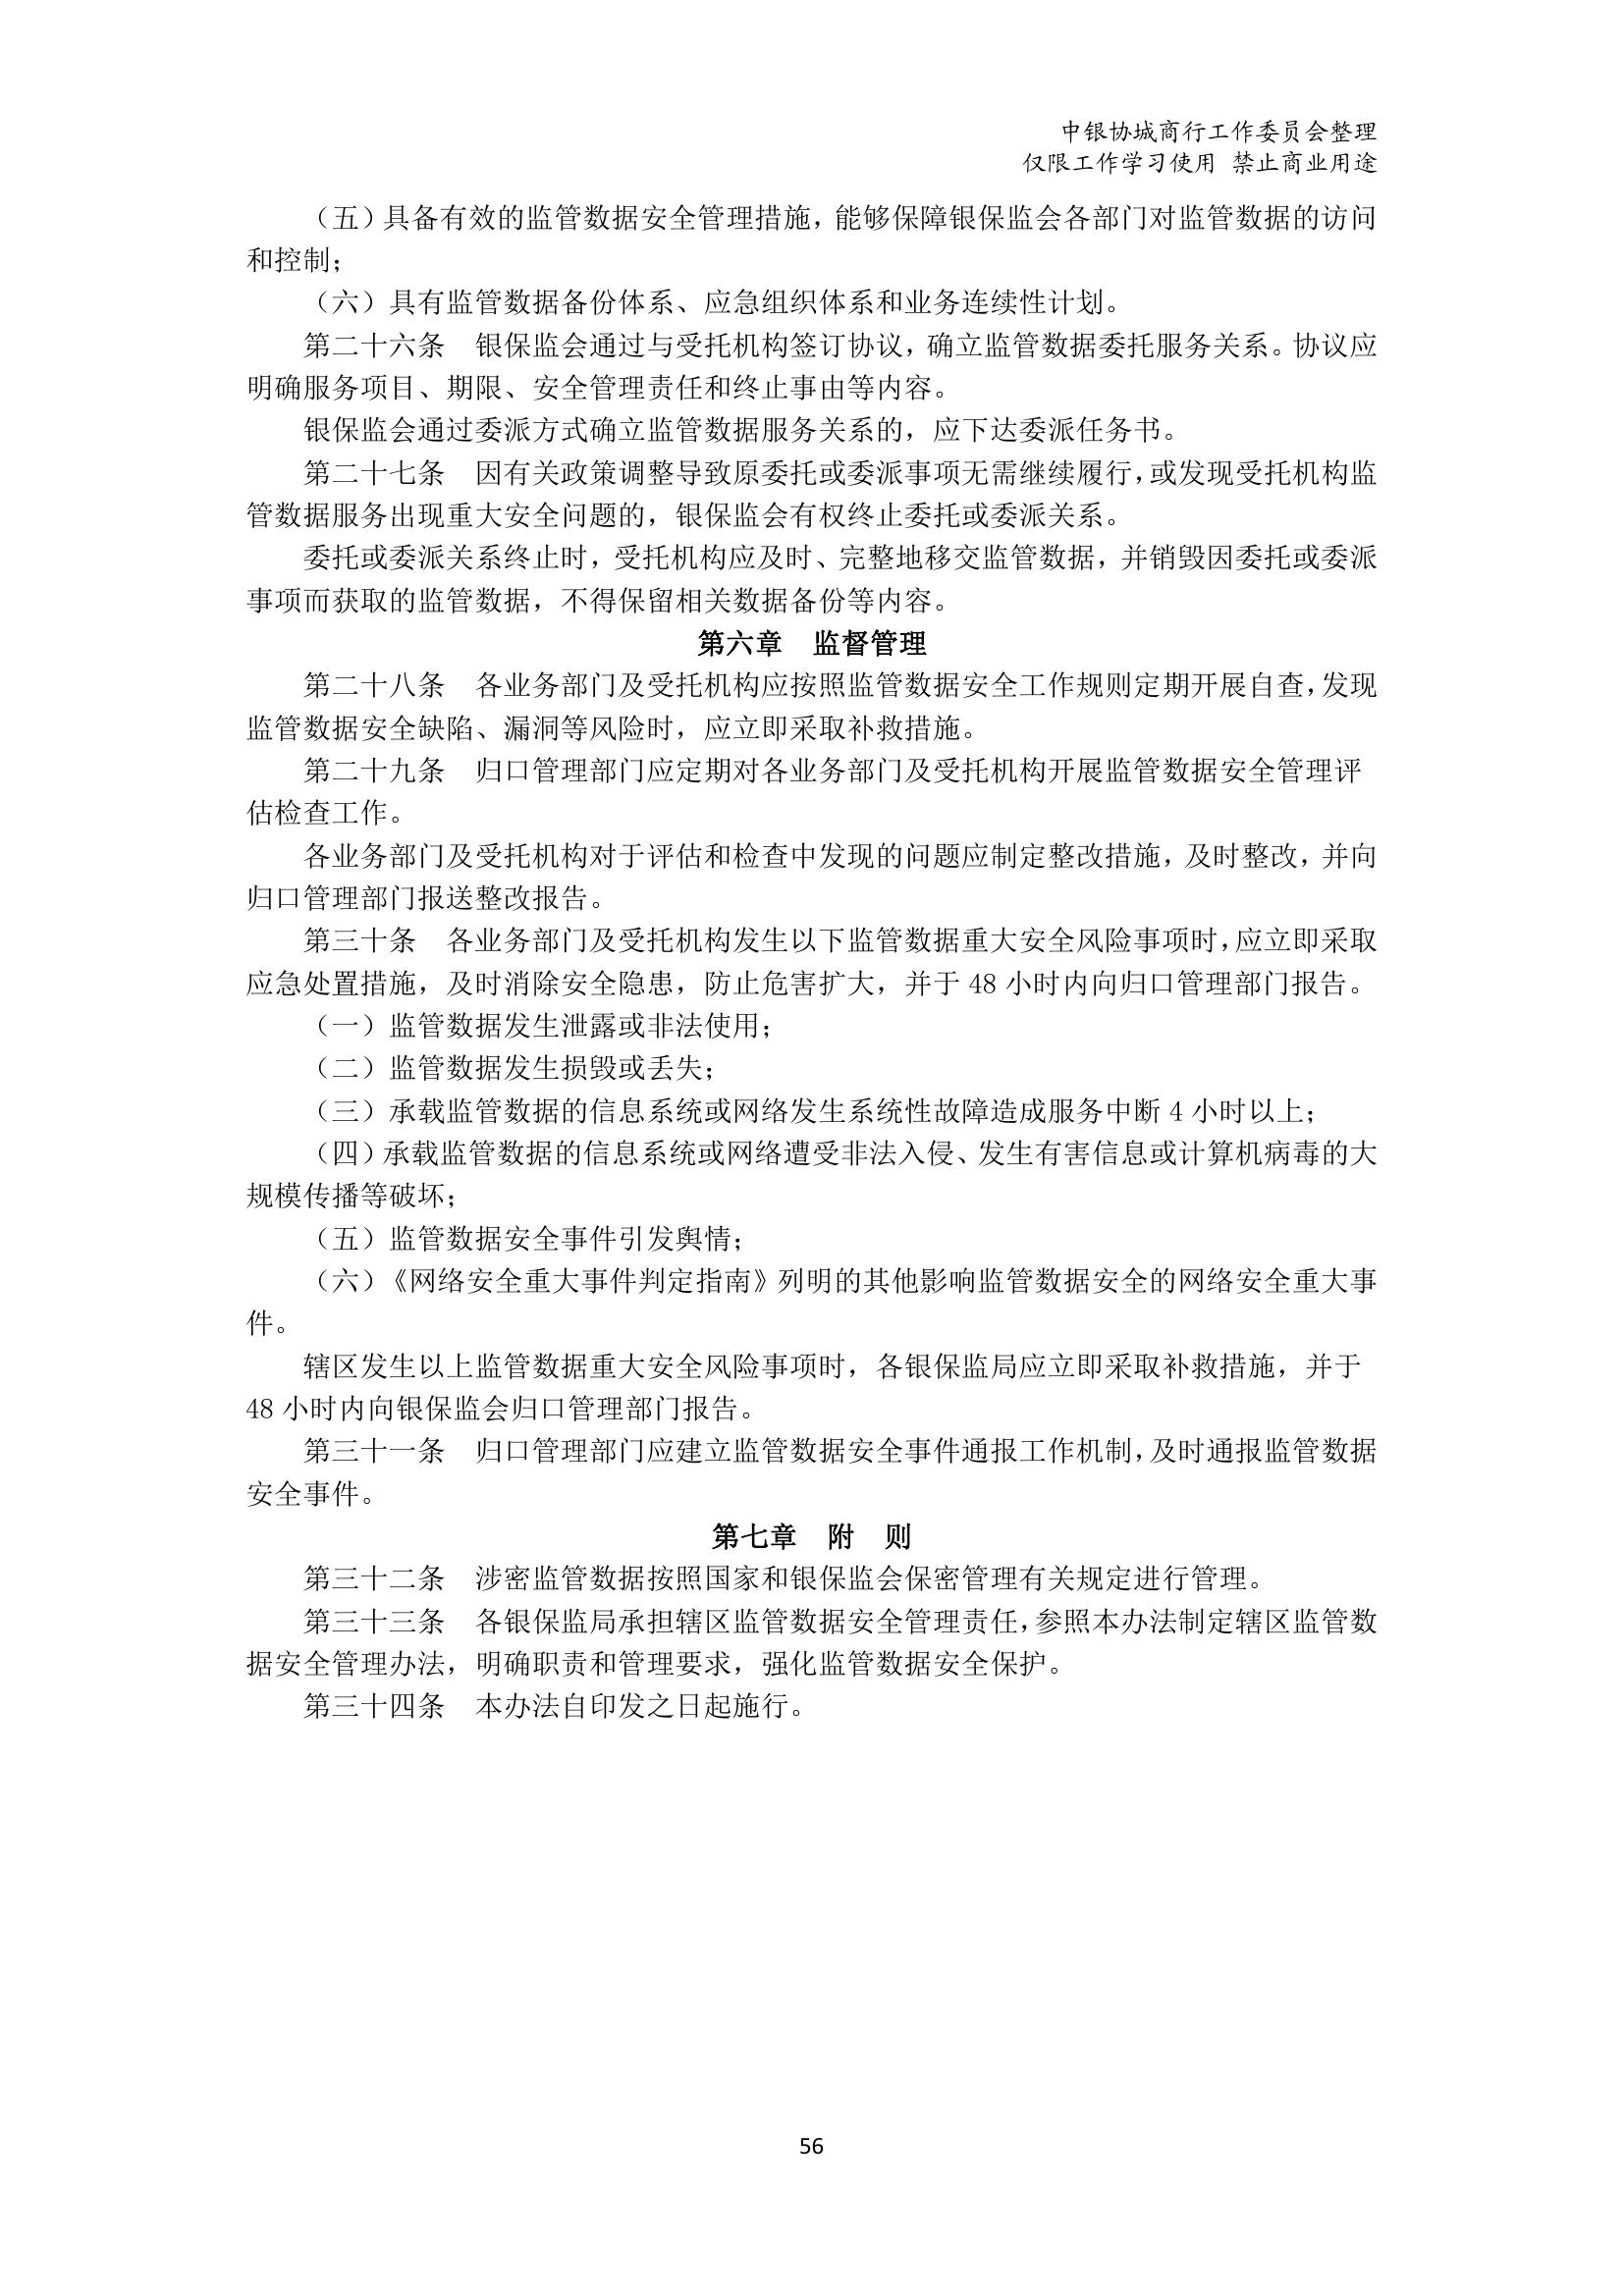 中银协城商行工作委员会整理
仅限工作学习使用 禁止商业用途
（五）具备有效的监管数据安全管理措施，能够保障银保监会各部门对监管数据的访问
和控制；
（六）具有监管数据备份体系、应急组织体系和业务连续性计划。
第二十六条　银保监会通过与受托机构签订协议，确立监管数据委托服务关系。协议应
明确服务项目、期限、安全管理责任和终止事由等内容。
银保监会通过委派方式确立监管数据服务关系的，应下达委派任务书。
第二十七条　因有关政策调整导致原委托或委派事项无需继续履行，或发现受托机构监
管数据服务出现重大安全问题的，银保监会有权终止委托或委派关系。
委托或委派关系终止时，受托机构应及时、完整地移交监管数据，并销毁因委托或委派
事项而获取的监管数据，不得保留相关数据备份等内容。
第六章　监督管理
第二十八条　各业务部门及受托机构应按照监管数据安全工作规则定期开展自查，发现
监管数据安全缺陷、漏洞等风险时，应立即采取补救措施。
第二十九条　归口管理部门应定期对各业务部门及受托机构开展监管数据安全管理评
估检查工作。
各业务部门及受托机构对于评估和检查中发现的问题应制定整改措施，及时整改，并向
归口管理部门报送整改报告。
第三十条　各业务部门及受托机构发生以下监管数据重大安全风险事项时，应立即采取
应急处置措施，及时消除安全隐患，防止危害扩大，并于 48 小时内向归口管理部门报告。
（一）监管数据发生泄露或非法使用；
（二）监管数据发生损毁或丢失；
（三）承载监管数据的信息系统或网络发生系统性故障造成服务中断 4 小时以上；
（四）承载监管数据的信息系统或网络遭受非法入侵、发生有害信息或计算机病毒的大
规模传播等破坏；
（五）监管数据安全事件引发舆情；
（六）《网络安全重大事件判定指南》列明的其他影响监管数据安全的网络安全重大事
件。
辖区发生以上监管数据重大安全风险事项时，各银保监局应立即采取补救措施，并于
48 小时内向银保监会归口管理部门报告。
第三十一条　归口管理部门应建立监管数据安全事件通报工作机制，及时通报监管数据
安全事件。
第七章　附　则
第三十二条　涉密监管数据按照国家和银保监会保密管理有关规定进行管理。
第三十三条　各银保监局承担辖区监管数据安全管理责任，参照本办法制定辖区监管数
据安全管理办法，明确职责和管理要求，强化监管数据安全保护。
第三十四条　本办法自印发之日起施行。
56